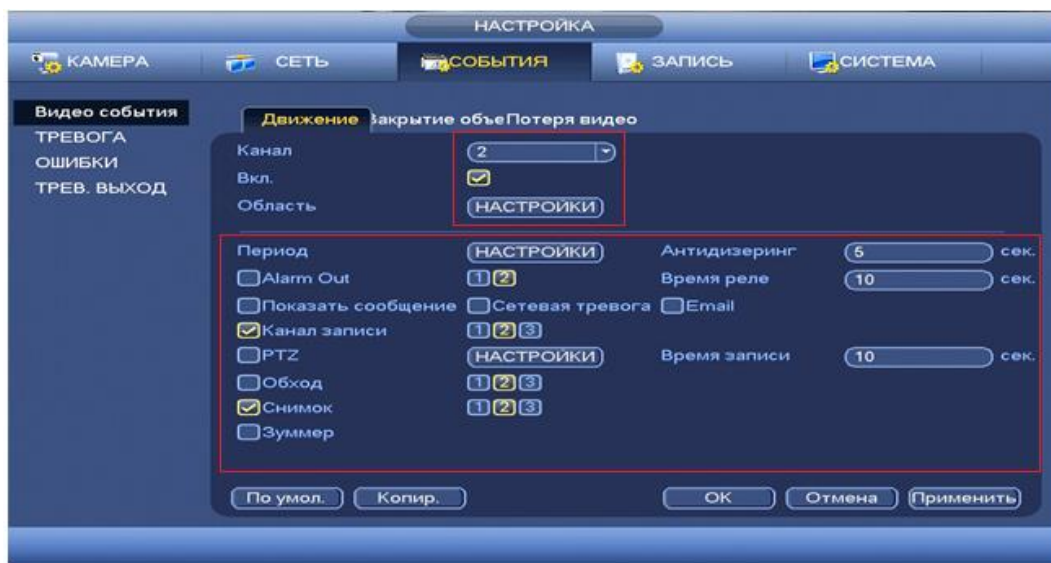 НАСТРОЙКА
КАМЕРА СЕТЬ СОБЫТИЯ ЗАПИСЬ СИСТЕМА
Видео события
ТРЕВОГА
ОШИБКИ
ТРЕВ. ВЫХОД
Движение Закрытие объе Потеря видео
Канал 2
Вкл.
Область НАСТРОЙКИ
Период НАСТРОЙКИ Антидизеринг 5 сек.
Alarm Out 1 2 Время реле 10 сек.
Показать сообщение Сетевая тревога Email
Канал записи 1 2 3
PTZ НАСТРОЙКИ Время записи 10 сек.
Обход 1 2 3
Снимок 1 2 3
Зуммер
По умол. Копир. OK Отмена Применить